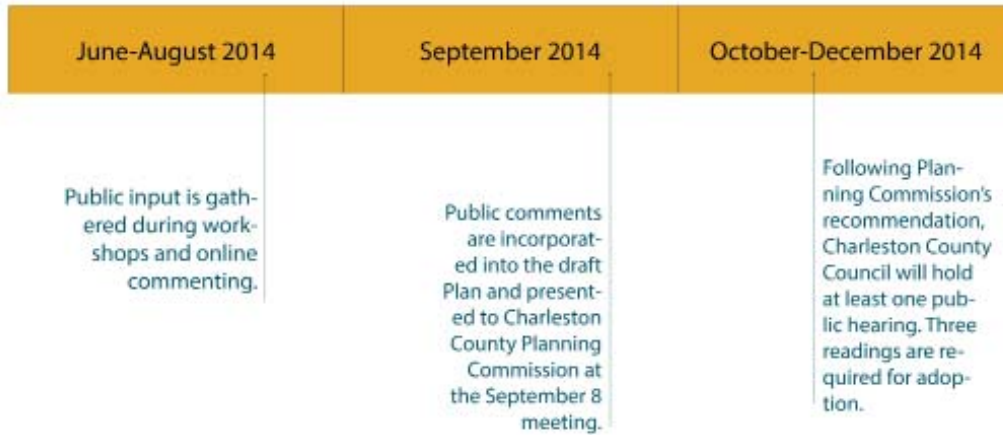 June-August 2014
September 2014
October-December 2014
Public input is gath-
ered during work-
shops and online
commenting.
Public comments
are incorporat-
ed into the draft
Plan and present-
ed to Charleston
County Planning
Commission at
the September 8
meeting.
Following Plan-
ning Commission's
recommendation,
Charleston County
Council will hold
at least one pub-
lic hearing. Three
readings are re-
quired for adop-
tion.